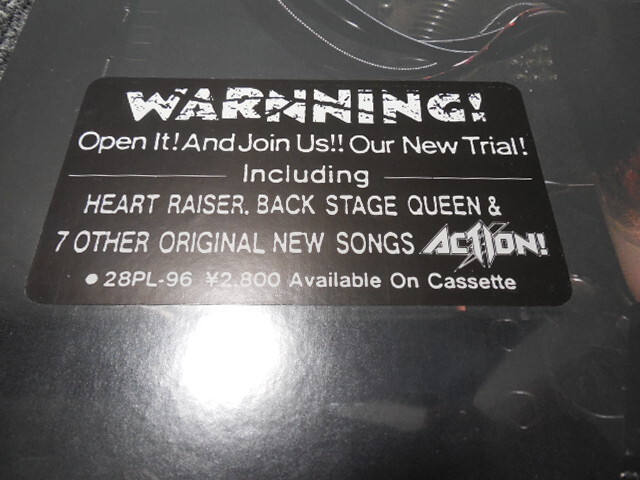 WARNNING!
Open It! And Join Us!! Our New Trial!
Including
HEART RAISER. BACK STAGE QUEEN &
7 OTHER ORIGINAL NEW SONGS ACTION!
● 28PL-96 ¥2.800 Available On Cassette